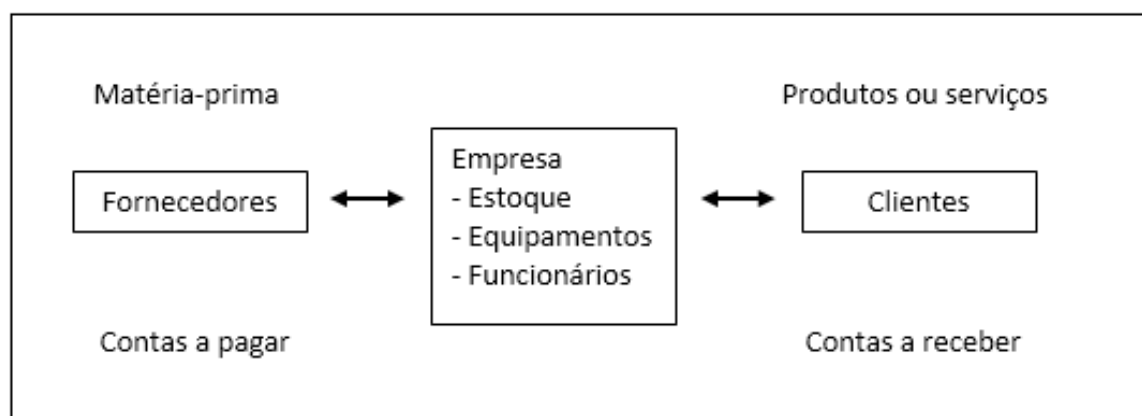 Matéria-prima
Produtos ou serviços
Fornecedores
Empresa
- Estoque
- Equipamentos
- Funcionários
Clientes
Contas a pagar
Contas a receber